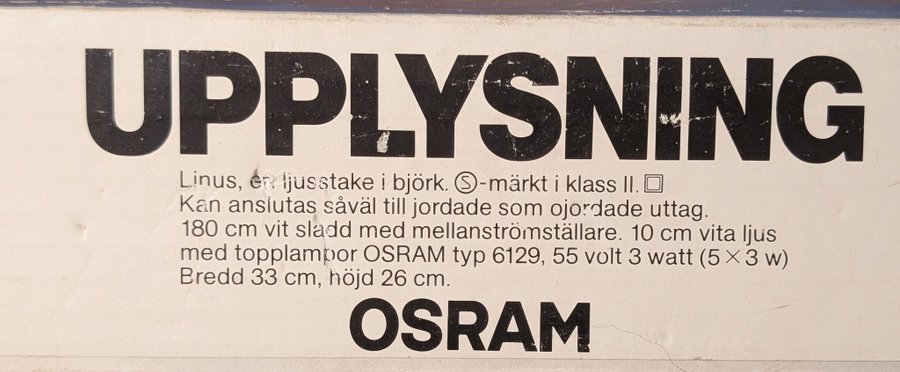 UPPLYSNING
Linus, en ljusstake i björk. Ⓢ-märkt i klass II.
Kan anslutas såväl till jordade som ojordade uttag.
180 cm vit sladd med mellanströmställare. 10 cm vita ljus
med topplampor OSRAM typ 6129, 55 volt 3 watt (5×3 w)
Bredd 33 cm, höjd 26 cm.
OSRAM